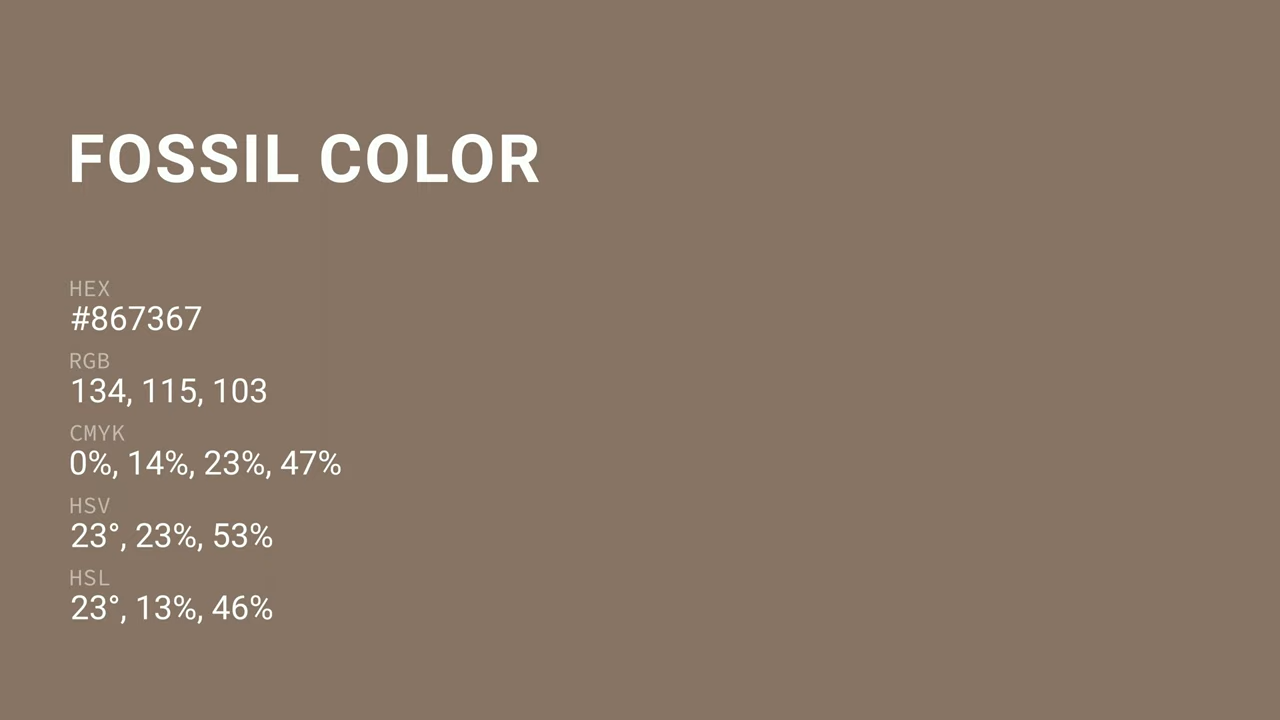 FOSSIL COLOR
HEX
#867367
RGB
134, 115, 103
CMYK
0%, 14%, 23%, 47%
HSV
23°, 23%, 53%
HSL
23°, 13%, 46%